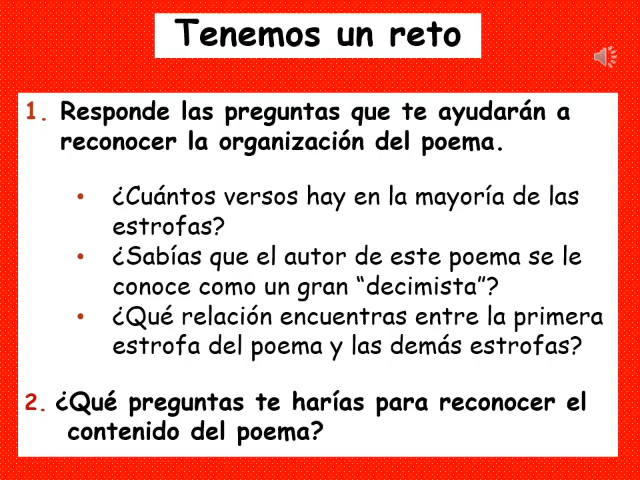 Tenemos un reto
1. Responde las preguntas que te ayudarán a
reconocer la organización del poema.
• ¿Cuántos versos hay en la mayoría de las
estrofas?
• ¿Sabías que el autor de este poema se le
conoce como un gran “decimista”?
• ¿Qué relación encuentras entre la primera
estrofa del poema y las demás estrofas?
2. ¿Qué preguntas te harías para reconocer el
contenido del poema?